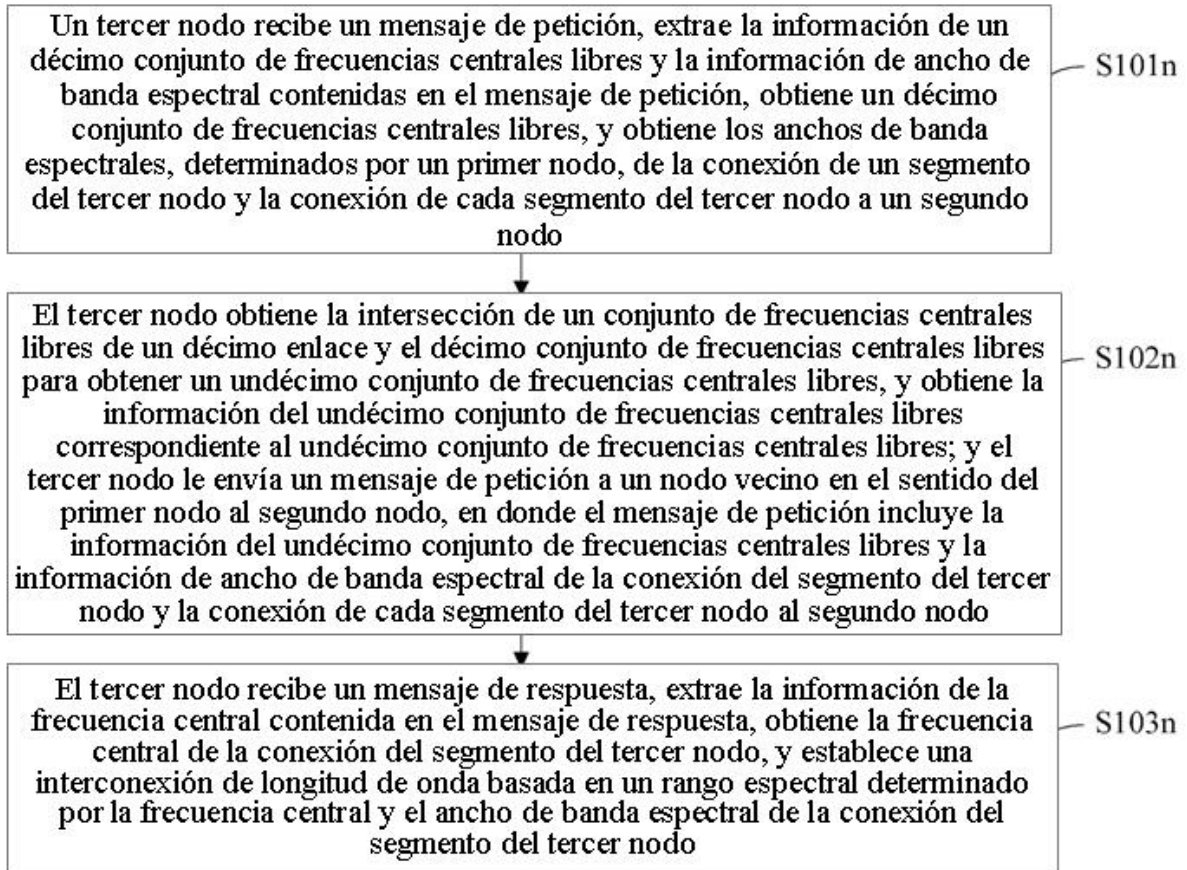 Un tercer nodo recibe un mensaje de petición, extrae la información de un
décimo conjunto de frecuencias centrales libres y la información de ancho de
banda espectral contenidas en el mensaje de petición, obtiene un décimo
conjunto de frecuencias centrales libres, y obtiene los anchos de banda
espectrales, determinados por un primer nodo, de la conexión de un segmento
del tercer nodo y la conexión de cada segmento del tercer nodo a un segundo
nodo
S101n
El tercer nodo obtiene la intersección de un conjunto de frecuencias centrales
libres de un décimo enlace y el décimo conjunto de frecuencias centrales libres
para obtener un undécimo conjunto de frecuencias centrales libres, y obtiene la
información del undécimo conjunto de frecuencias centrales libres
correspondiente al undécimo conjunto de frecuencias centrales libres; y el
tercer nodo le envía un mensaje de petición a un nodo vecino en el sentido del
primer nodo al segundo nodo, en donde el mensaje de petición incluye la
información del undécimo conjunto de frecuencias centrales libres y la
información de ancho de banda espectral de la conexión del segmento del tercer
nodo y la conexión de cada segmento del tercer nodo al segundo nodo
S102n
El tercer nodo recibe un mensaje de respuesta, extrae la información de la
frecuencia central contenida en el mensaje de respuesta, obtiene la frecuencia
central de la conexión del segmento del tercer nodo, y establece una
interconexión de longitud de onda basada en un rango espectral determinado
por la frecuencia central y el ancho de banda espectral de la conexión del
segmento del tercer nodo
S103n